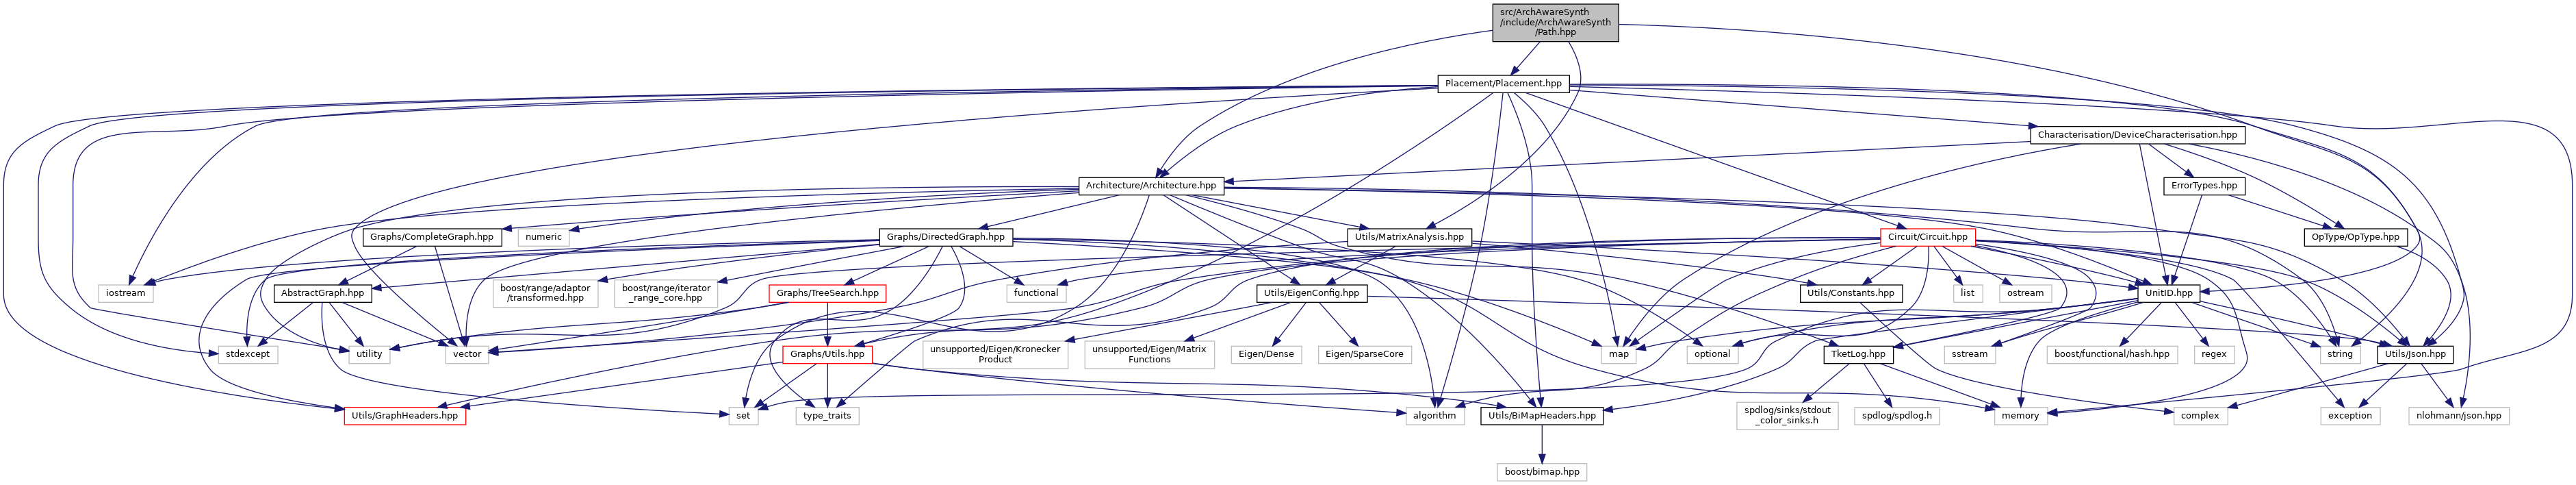 src/ArchAwareSynth
/include/ArchAwareSynth
/Path.hpp
Placement/Placement.hpp
Characterisation/DeviceCharacterisation.hpp
Architecture/Architecture.hpp
ErrorTypes.hpp
Graphs/CompleteGraph.hpp
numeric
Graphs/DirectedGraph.hpp
Utils/MatrixAnalysis.hpp
Circuit/Circuit.hpp
OpType/OpType.hpp
iostream
AbstractGraph.hpp
boost/range/adaptor
/transformed.hpp
boost/range/iterator
_range_core.hpp
Graphs/TreeSearch.hpp
functional
Utils/EigenConfig.hpp
Utils/Constants.hpp
list
ostream
UnitID.hpp
stdexcept
utility
vector
Graphs/Utils.hpp
unsupported/Eigen/Kronecker
Product
unsupported/Eigen/Matrix
Functions
Eigen/Dense
Eigen/SparseCore
map
optional
TketLog.hpp
sstream
boost/functional/hash.hpp
regex
string
Utils/Json.hpp
Utils/GraphHeaders.hpp
set
type_traits
algorithm
Utils/BiMapHeaders.hpp
spdlog/sinks/stdout
_color_sinks.h
spdlog/spdlog.h
memory
complex
exception
nlohmann/json.hpp
boost/bimap.hpp